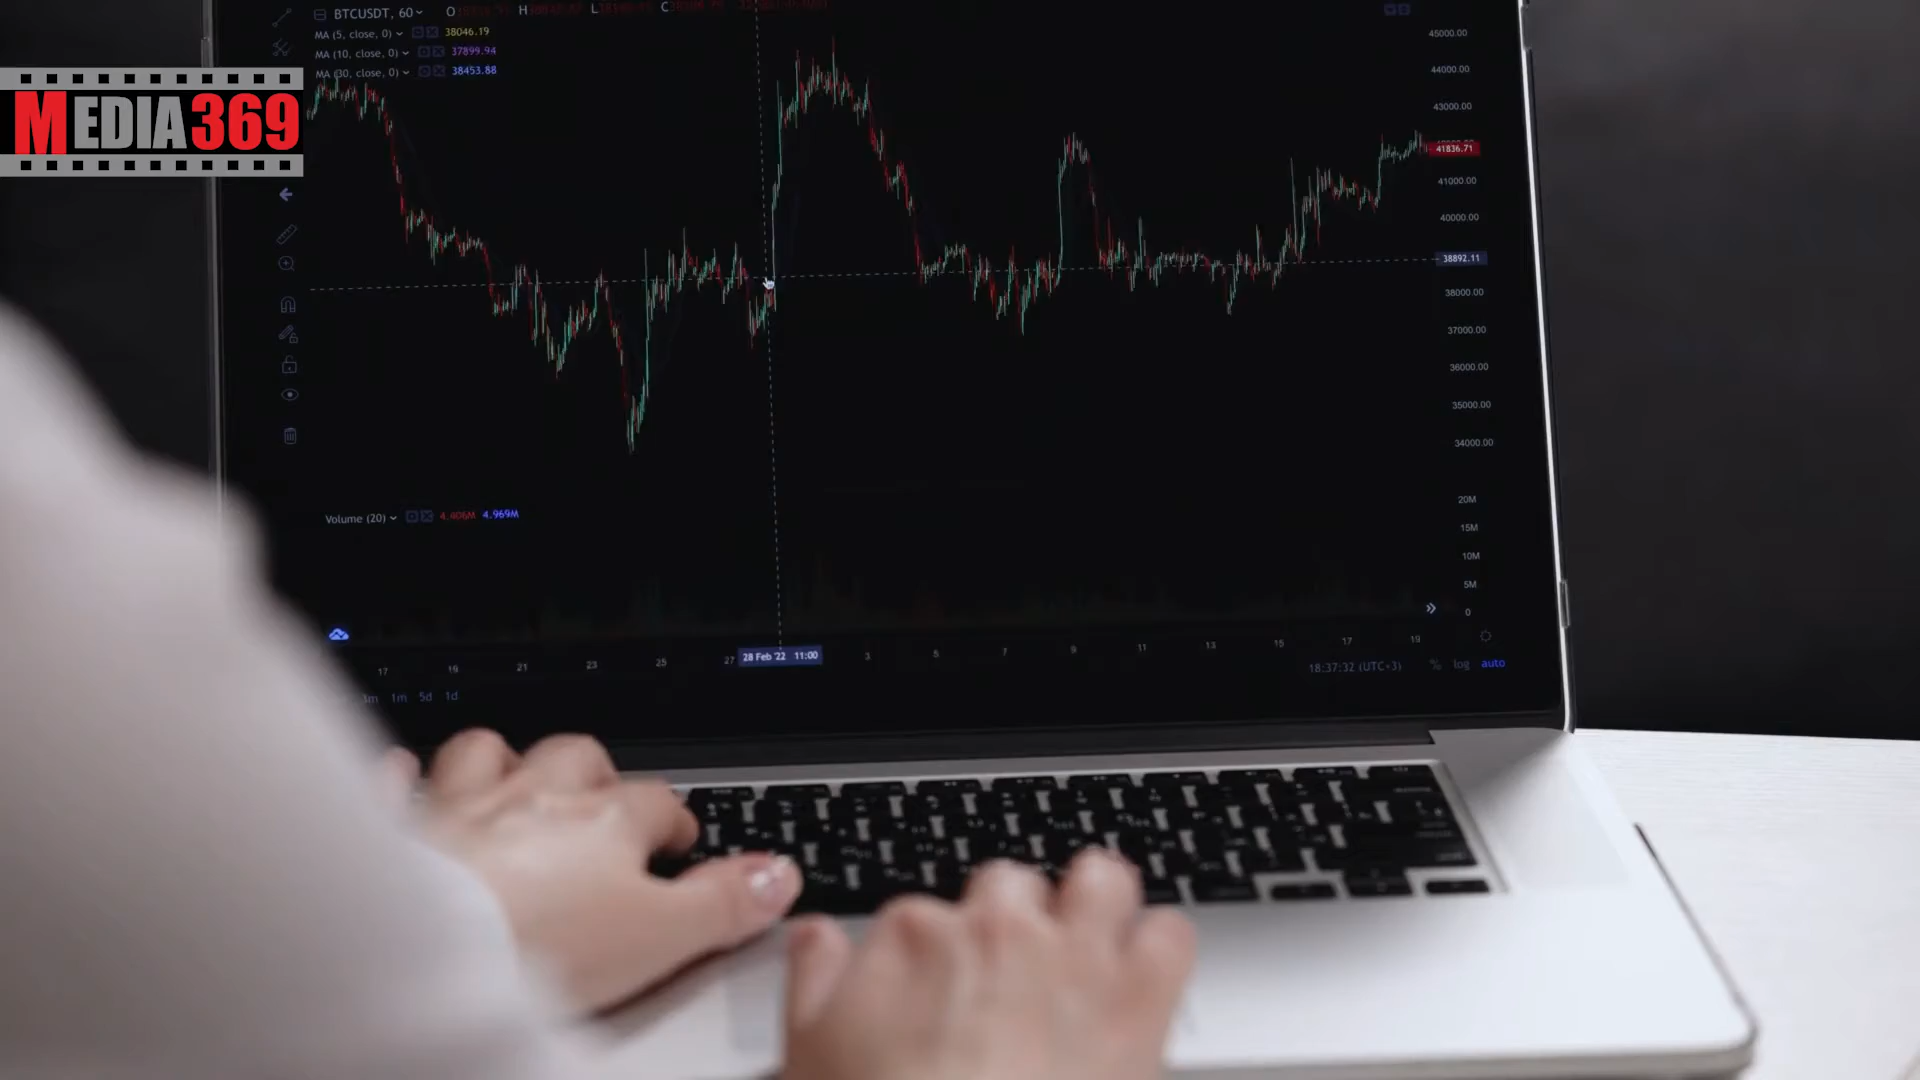 BTCUSDT, 60
MA (5, close, 0) 38046.19
MA (10, close, 0) 37899.94
MA (30, close, 0) 38453.88
MEDIA369
45000.00
44000.00
43000.00
41836.71
41000.00
40000.00
38892.11
38000.00
37000.00
36000.00
35000.00
34000.00
Volume (20) 4.406M 4.969M
20M
15M
10M
5M
0
17 19 21 23 25 27 28 Feb '22 11:00 3 5 7 9 11 13 15 17 19
18:37:32 (UTC+3) % log auto
3m 1m 5d 1d